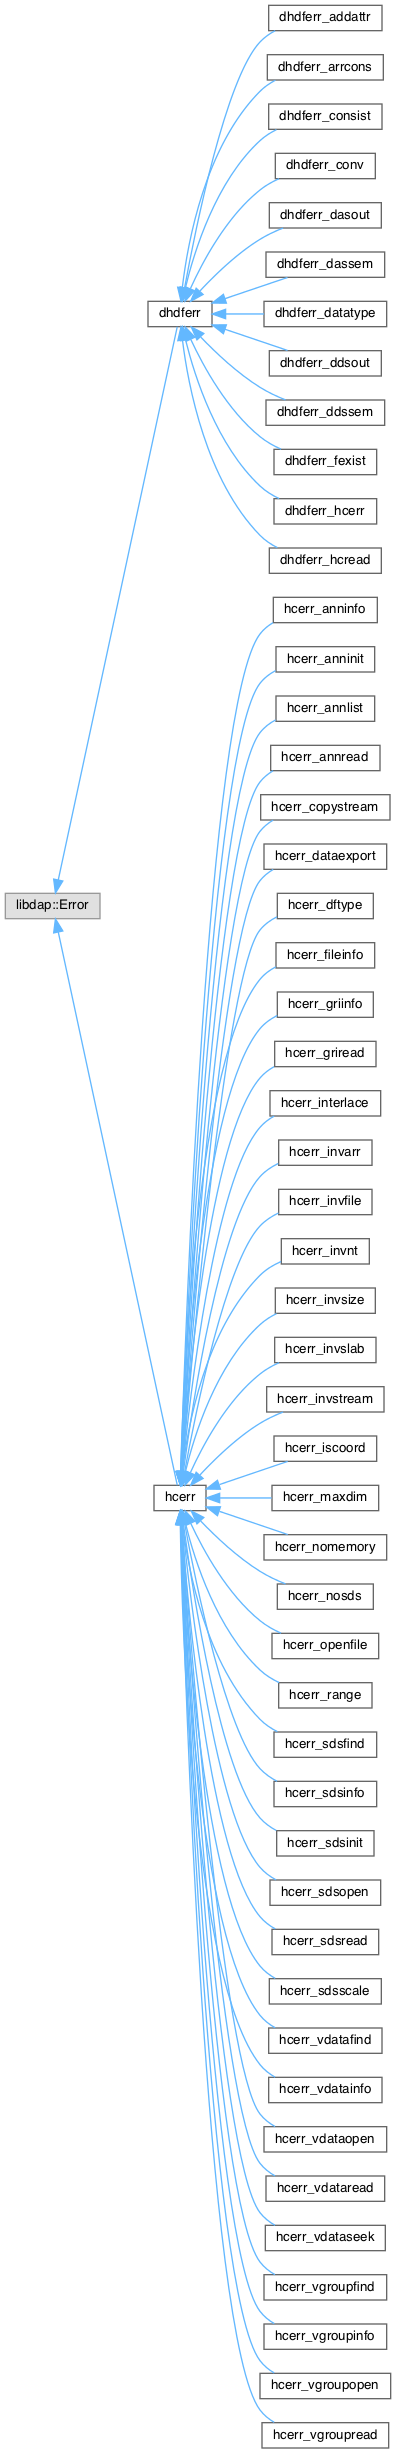 dhdferr_addattr
dhdferr_arrcons
dhdferr_consist
dhdferr_conv
dhdferr_dasout
dhdferr_dassem
dhdferr
dhdferr_datatype
dhdferr_ddsout
dhdferr_ddssem
dhdferr_fexist
dhdferr_hcerr
dhdferr_hcread
hcerr_anninfo
hcerr_anninit
hcerr_annlist
hcerr_annread
hcerr_copystream
hcerr_dataexport
libdap::Error
hcerr_dftype
hcerr_fileinfo
hcerr_griinfo
hcerr_griread
hcerr_interlace
hcerr_invarr
hcerr_invfile
hcerr_invnt
hcerr_invsize
hcerr_invslab
hcerr_invstream
hcerr_iscoord
hcerr
hcerr_maxdim
hcerr_nomemory
hcerr_nosds
hcerr_openfile
hcerr_range
hcerr_sdsfind
hcerr_sdsinfo
hcerr_sdsinit
hcerr_sdsopen
hcerr_sdsread
hcerr_sdsscale
hcerr_vdatafind
hcerr_vdatainfo
hcerr_vdataopen
hcerr_vdataread
hcerr_vdataseek
hcerr_vgroupfind
hcerr_vgroupinfo
hcerr_vgroupopen
hcerr_vgroupread